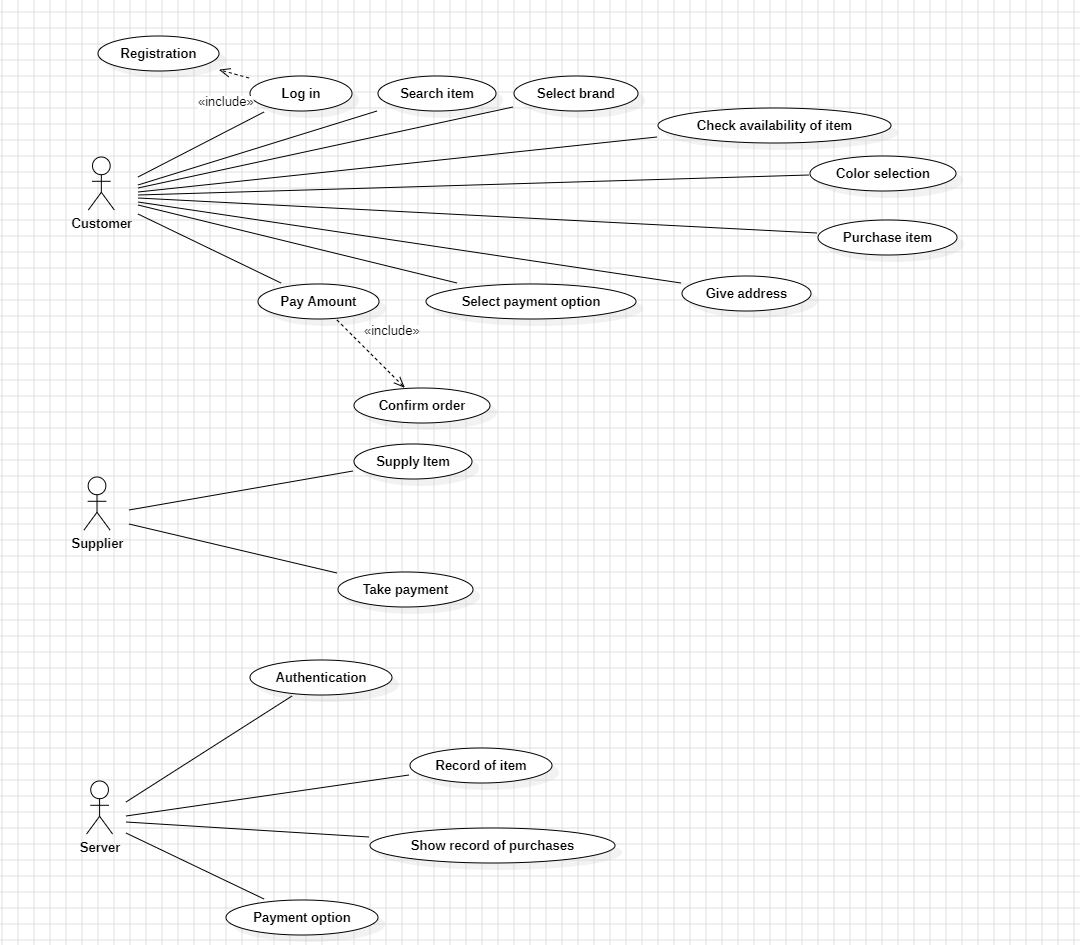 Registration
Log in
Search item
Select brand
«include»
Check availability of item
Color selection
Customer
Purchase item
Give address
Pay Amount
Select payment option
«include»
Confirm order
Supply Item
Supplier
Take payment
Authentication
Record of item
Server
Show record of purchases
Payment option